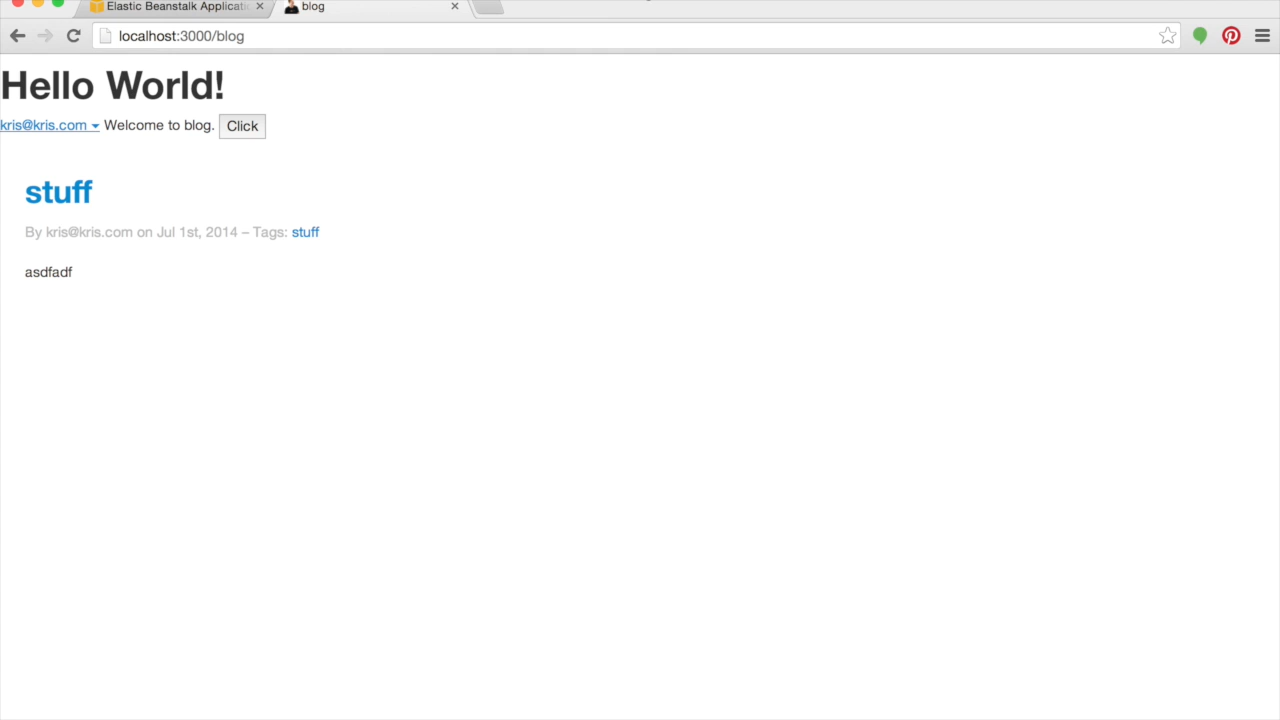 Elastic Beanstalk Applicati
blog
localhost:3000/blog
Hello World!
kris@kris.com Welcome to blog. Click
stuff
By kris@kris.com on Jul 1st, 2014 – Tags: stuff
asdfadf